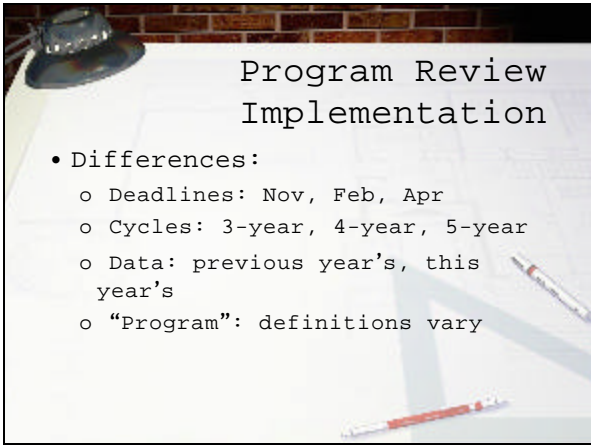 Program Review
Implementation
• Differences:
o Deadlines: Nov, Feb, Apr
o Cycles: 3-year, 4-year, 5-year
o Data: previous year’s, this
year’s
o “Program”: definitions vary